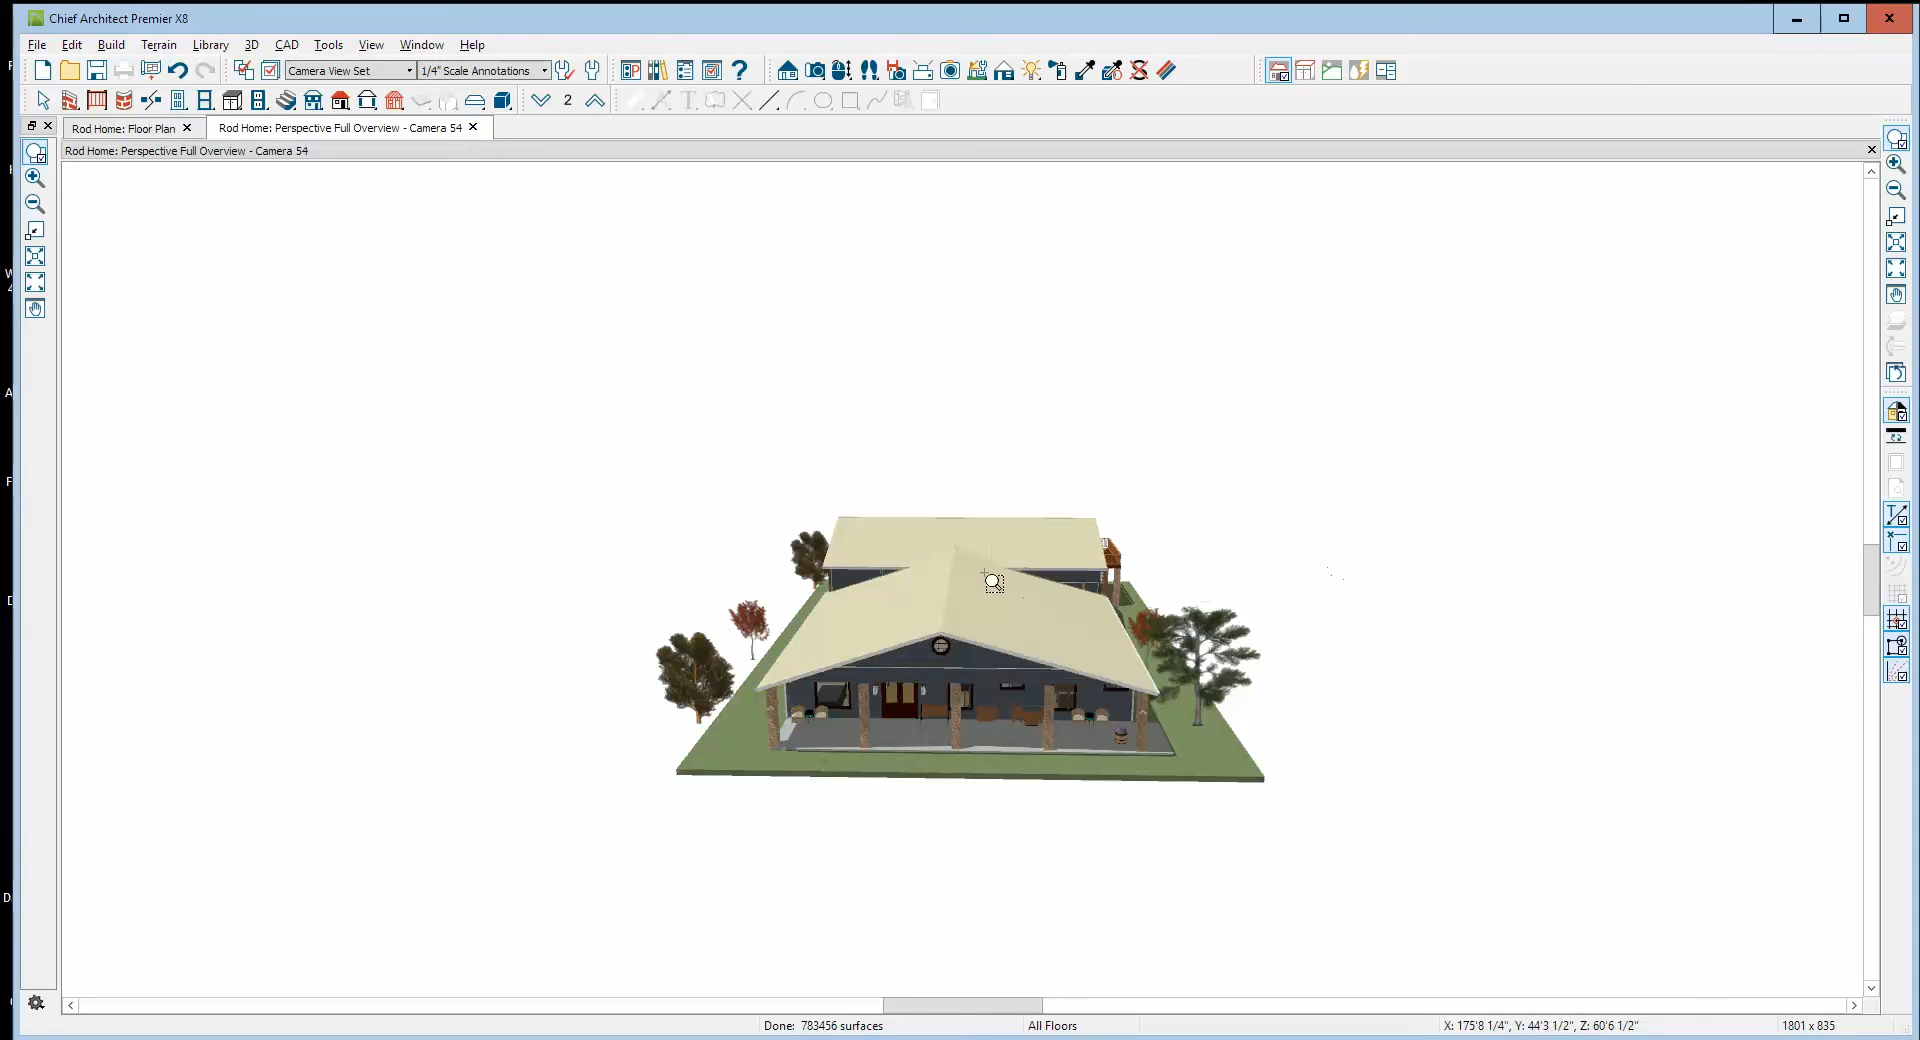 Chief Architect Premier X8
File Edit Build Terrain Library 3D CAD Tools View Window Help
Camera View Set 1/4" Scale Annotations
2
Rod Home: Floor Plan Rod Home: Perspective Full Overview - Camera 54
Rod Home: Perspective Full Overview - Camera 54
Done: 783456 surfaces All Floors X: 175'8 1/4", Y: 44'3 1/2", Z: 60'6 1/2" 1801 x 835